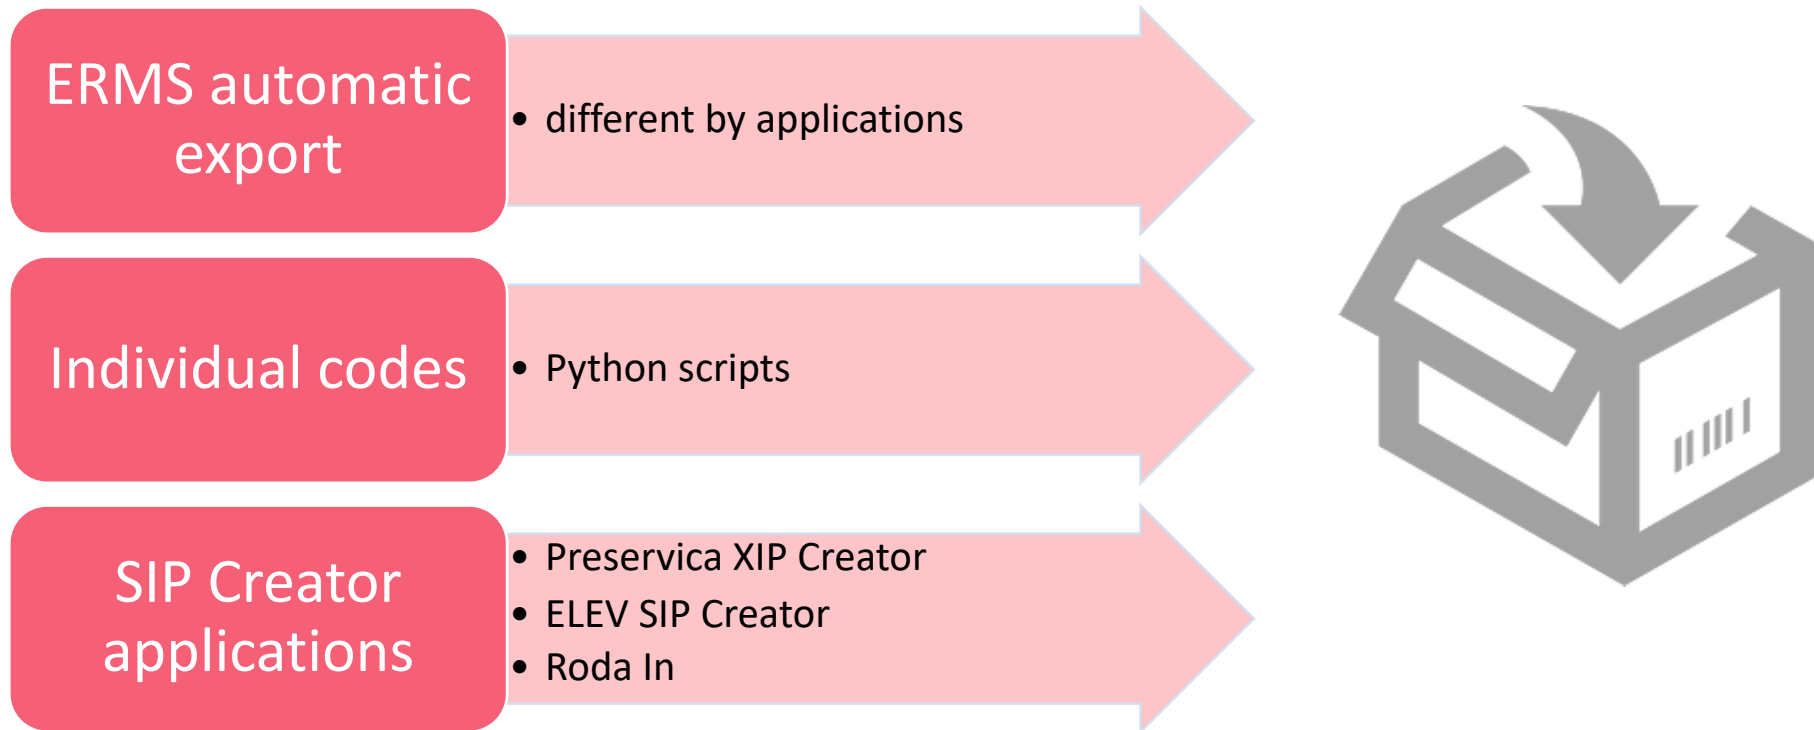 ERMS automatic
export
• different by applications
Individual codes
• Python scripts
SIP Creator
applications
• Preservica XIP Creator
• ELEV SIP Creator
• Roda In